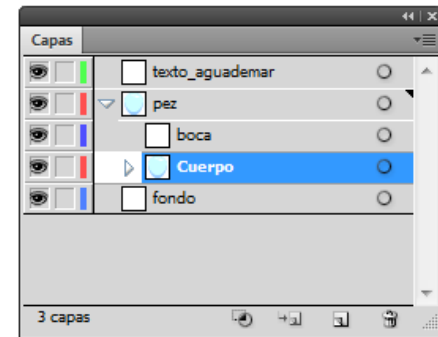 Capas
texto_aguademar
pez
boca
Cuerpo
fondo
3 capas